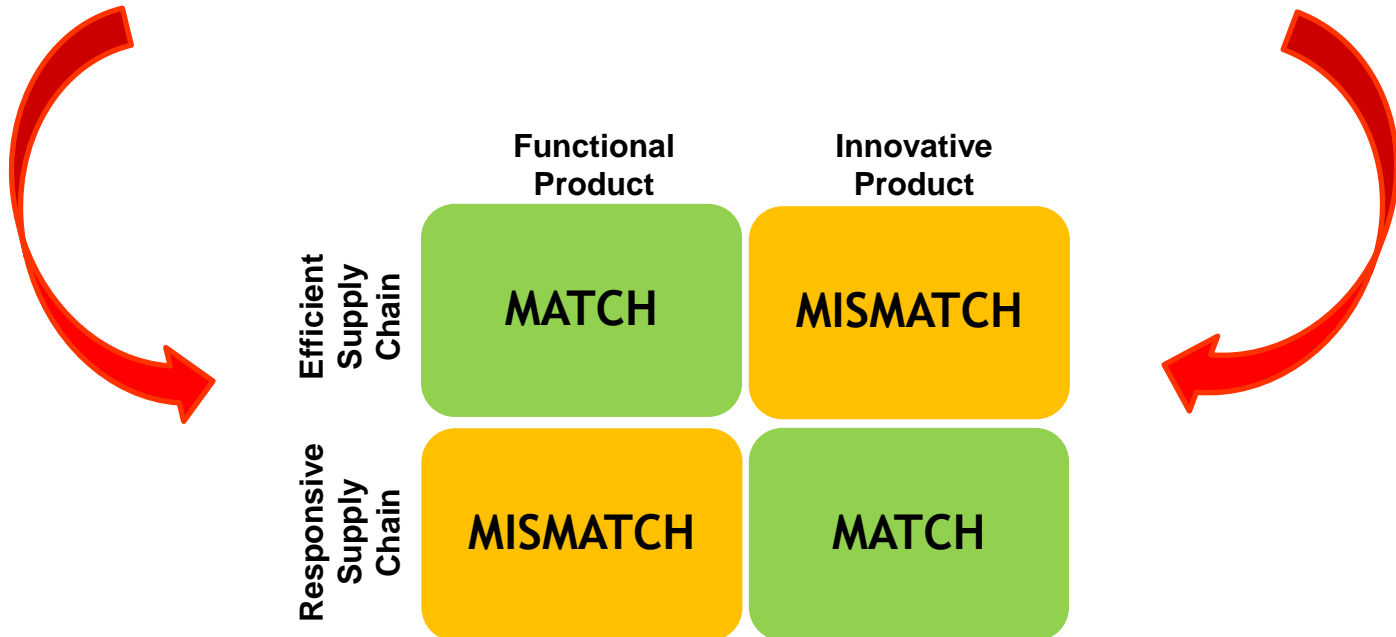 Functional
Product
Innovative
Product
Efficient
Supply
Chain
MATCH
MISMATCH
Responsive
Supply
Chain
MISMATCH
MATCH